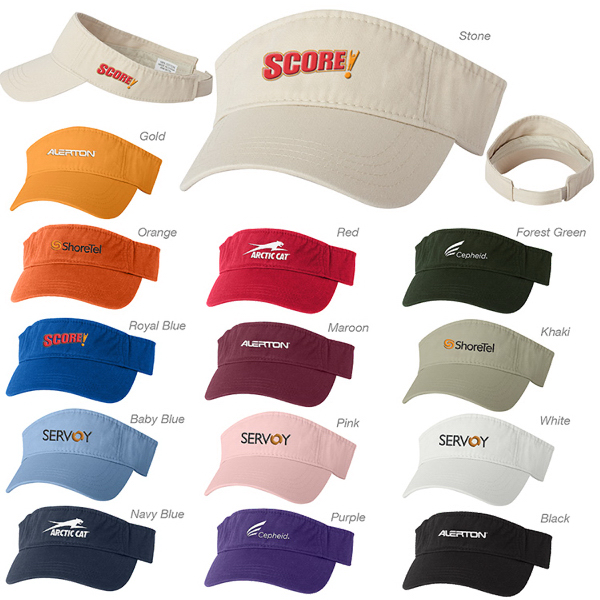 Stone
SCORE!
SCORE!
Gold
ALERTON
Orange
ShoreTel
Red
ARCTIC CAT
Forest Green
Cepheid.
Royal Blue
SCORE!
Maroon
ALERTON
Khaki
ShoreTel
Baby Blue
SERVOY
Pink
SERVOY
White
SERVOY
Navy Blue
ARCTIC CAT
Purple
Cepheid.
Black
ALERTON